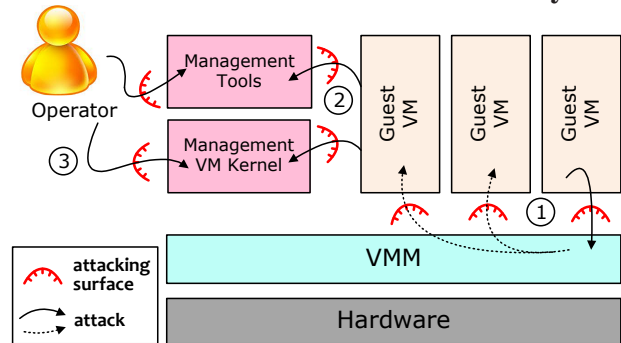 Management
Tools
Operator
②
Guest
VM
Guest
VM
Guest
VM
Management
VM Kernel
③
①
VMM
attacking
surface
attack
Hardware